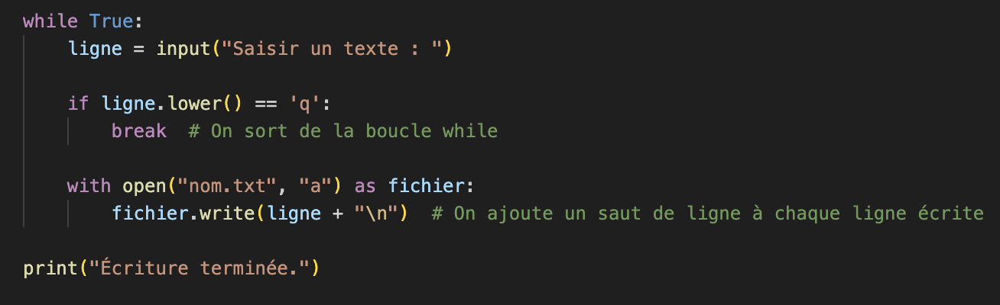 while True:
    ligne = input("Saisir un texte : ")
    if ligne.lower() == 'q':
        break  # On sort de la boucle while
    with open("nom.txt", "a") as fichier:
        fichier.write(ligne + "\n")  # On ajoute un saut de ligne à chaque ligne écrite
print("Écriture terminée.")